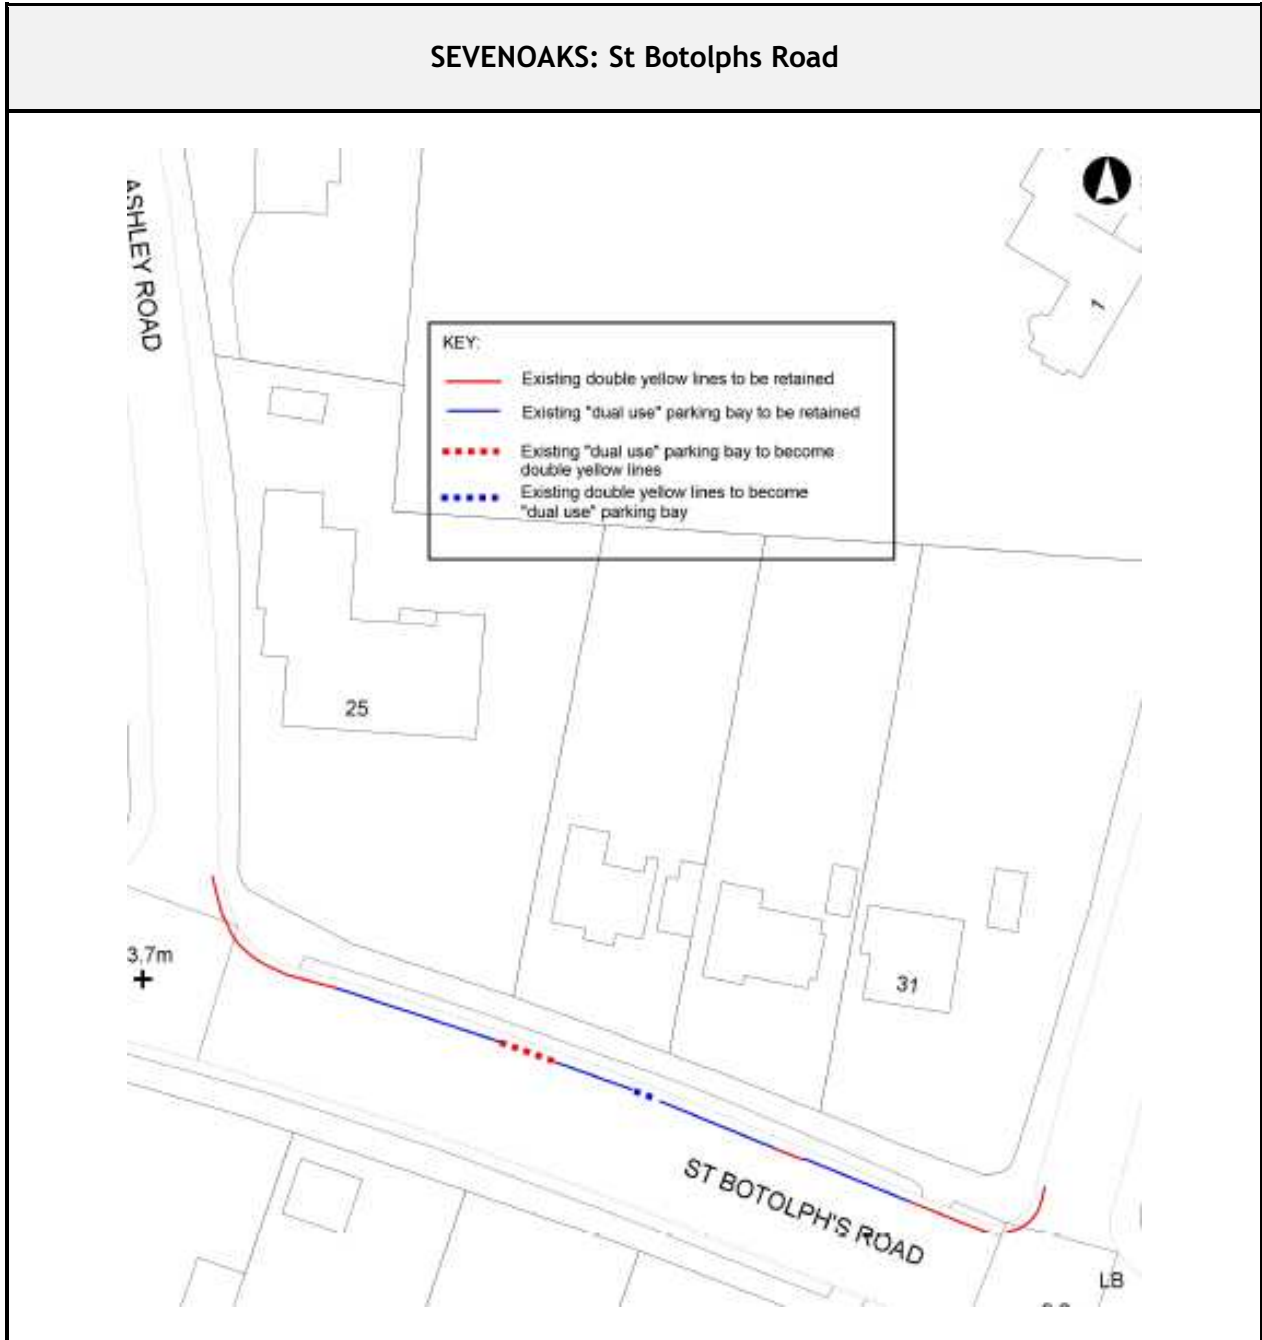 SEVENOAKS: St Botolphs Road
ASHLEY ROAD
1
KEY:
Existing double yellow lines to be retained
Existing "dual use" parking bay to be retained
Existing "dual use" parking bay to become
double yellow lines
Existing double yellow lines to become
"dual use" parking bay
25
3.7m
31
ST BOTOLPH'S ROAD
LB